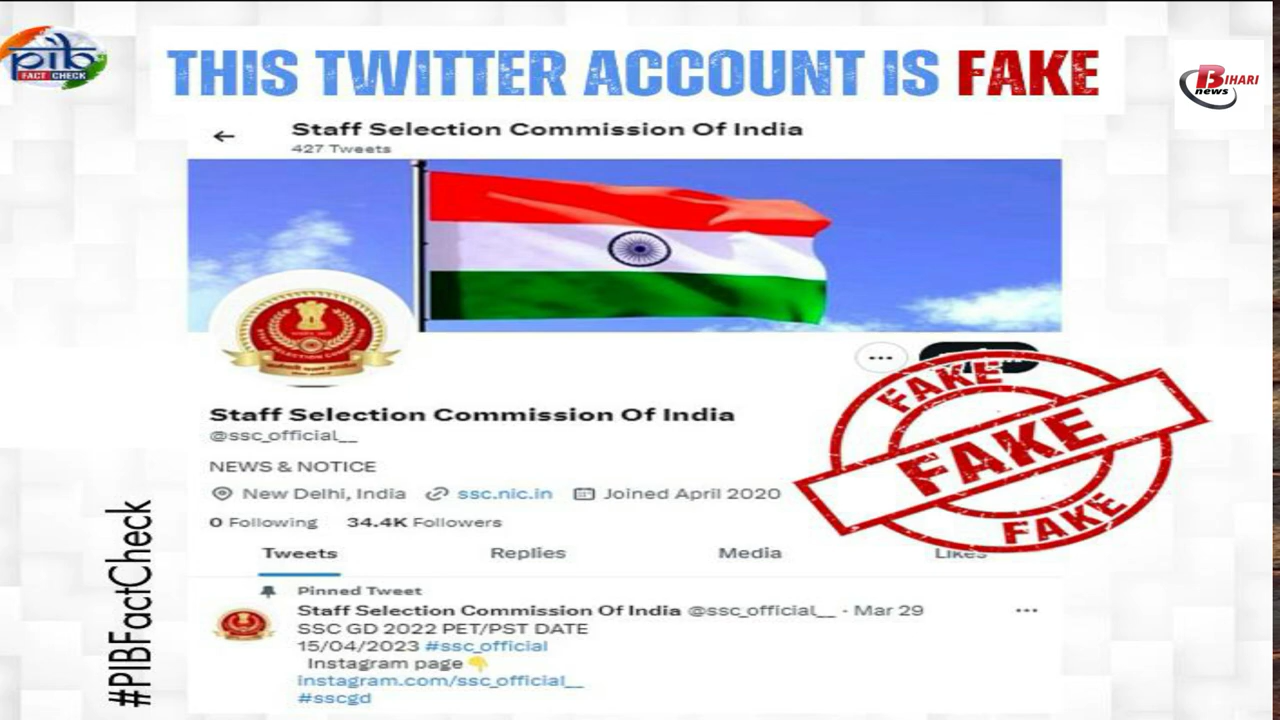 pib
FACT CHECK
THIS TWITTER ACCOUNT IS FAKE
BIHARI
news
Staff Selection Commission Of India
427 Tweets
Staff Selection Commission Of India
@ssc_official__
NEWS & NOTICE
New Delhi, India ssc.nic.in Joined April 2020
0 Following 34.4K Followers
Tweets Replies Media Likes
FAKE
FAKE
FAKE
Pinned Tweet
Staff Selection Commission Of India @ssc_official__ · Mar 29
SSC GD 2022 PET/PST DATE
15/04/2023 #ssc_official
Instagram page👇
instagram.com/ssc_official__
#sscgd
#PIBFactCheck